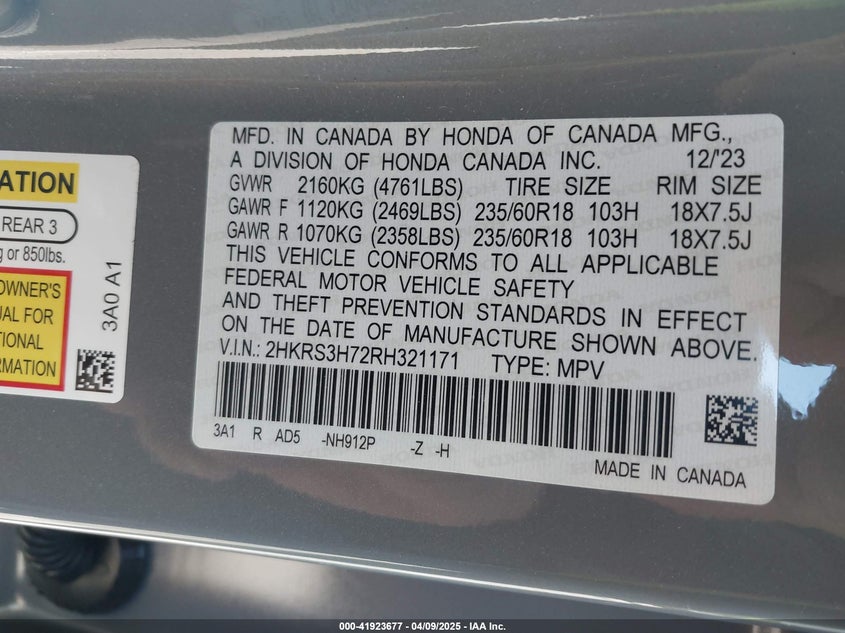 MFD. IN CANADA BY HONDA OF CANADA MFG.,
A DIVISION OF HONDA CANADA INC. 12/'23
GVWR 2160KG (4761LBS) TIRE SIZE RIM SIZE
GAWR F 1120KG (2469LBS) 235/60R18 103H 18X7.5J
GAWR R 1070KG (2358LBS) 235/60R18 103H 18X7.5J
THIS VEHICLE CONFORMS TO ALL APPLICABLE
FEDERAL MOTOR VEHICLE SAFETY
AND THEFT PREVENTION STANDARDS IN EFFECT
ON THE DATE OF MANUFACTURE SHOWN ABOVE.
V.I.N.: 2HKRS3H72RH321171 TYPE: MPV
3A1 R AD5 -NH912P -Z -H
MADE IN CANADA
ATION
REAR 3
g or 850lbs.
OWNER'S
UAL FOR
TIONAL
3A0 A1
000-41923677 - 04/09/2025 - IAA Inc.